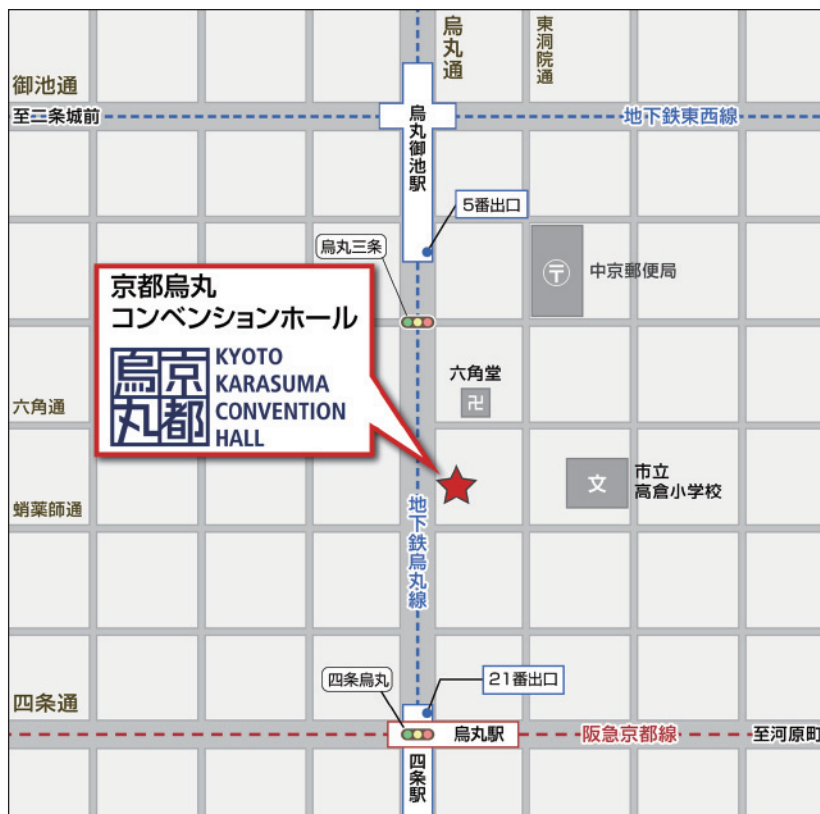 烏丸通
東洞院通
御池通
至二条城前
地下鉄東西線
烏丸御池駅
5番出口
烏丸三条
中京郵便局
京都烏丸
コンベンションホール
烏京
丸都
KYOTO
KARASUMA
CONVENTION
HALL
六角堂
卍
六角通
文
市立
高倉小学校
蛸薬師通
地下鉄烏丸線
四条烏丸
21番出口
四条通
烏丸駅
阪急京都線
至河原町
四条駅